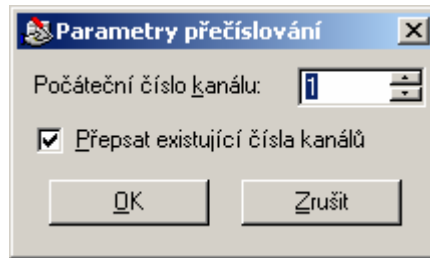 Parametry přečíslování
Počáteční číslo kanálu: 1
Přepsat existující čísla kanálů
OK Zrušit